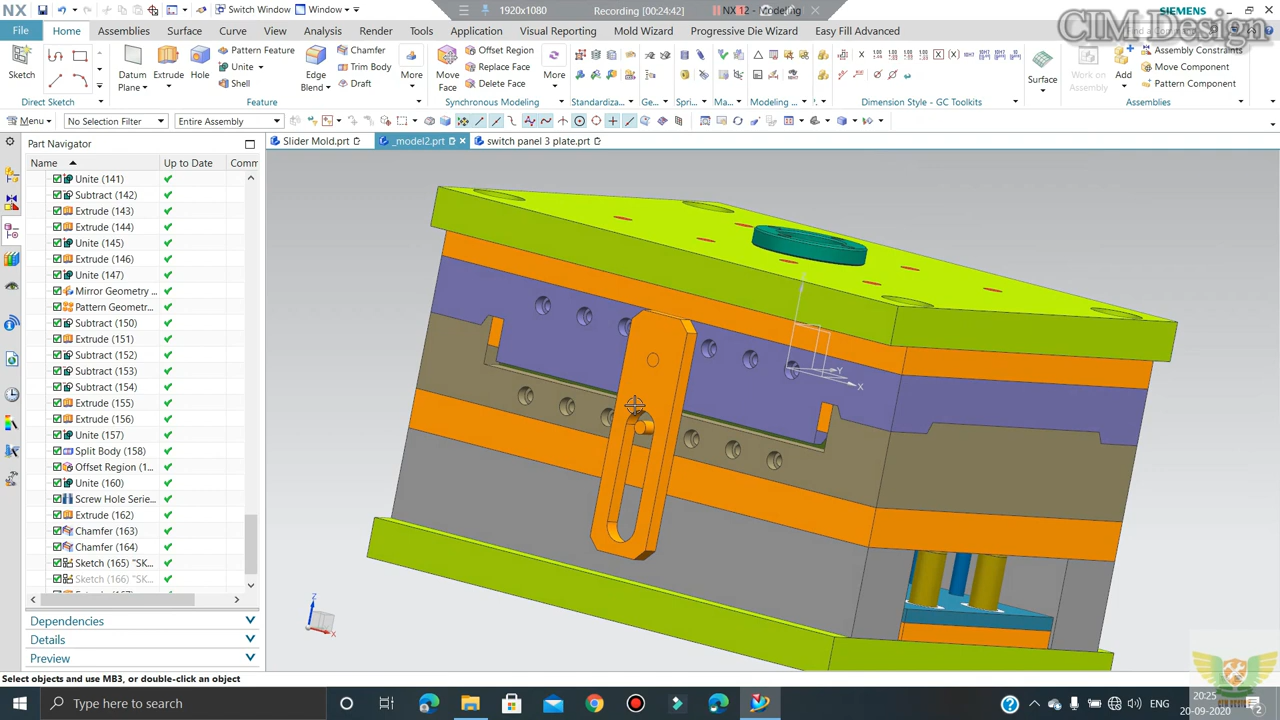 NX
Switch Window
Window
1920x1080
Recording [00:24:42]
NX 12 - Modeling
SIEMENS
CIM Design
File
Home
Assemblies
Surface
Curve
View
Analysis
Render
Tools
Application
Visual Reporting
Mold Wizard
Progressive Die Wizard
Easy Fill Advanced
Sketch
Datum Plane
Extrude
Hole
Pattern Feature
Unite
Shell
Edge Blend
Chamfer
Trim Body
Draft
More
Move Face
Offset Region
Replace Face
Delete Face
More
Surface
Work on Assembly
Add
Assembly Constraints
Move Component
Pattern Component
Direct Sketch
Feature
Synchronous Modeling
Standardiza...
Ge...
Spri...
Ma...
Modeling ...
Dimension Style - GC Toolkits
Assemblies
Menu
No Selection Filter
Entire Assembly
Part Navigator
Slider Mold.prt
_model2.prt
switch panel 3 plate.prt
Name
Up to Date
Comm
Unite (141)
Subtract (142)
Extrude (143)
Extrude (144)
Unite (145)
Extrude (146)
Unite (147)
Mirror Geometry ...
Pattern Geometr...
Subtract (150)
Extrude (151)
Subtract (152)
Subtract (153)
Subtract (154)
Extrude (155)
Extrude (156)
Unite (157)
Split Body (158)
Offset Region (1...
Unite (160)
Screw Hole Serie...
Extrude (162)
Chamfer (163)
Chamfer (164)
Sketch (165) "SK...
Sketch (166) "SK...
Dependencies
Details
Preview
Y
X
Z
X
Select objects and use MB3, or double-click an object
Type here to search
ENG
20:25
20-09-2020
2